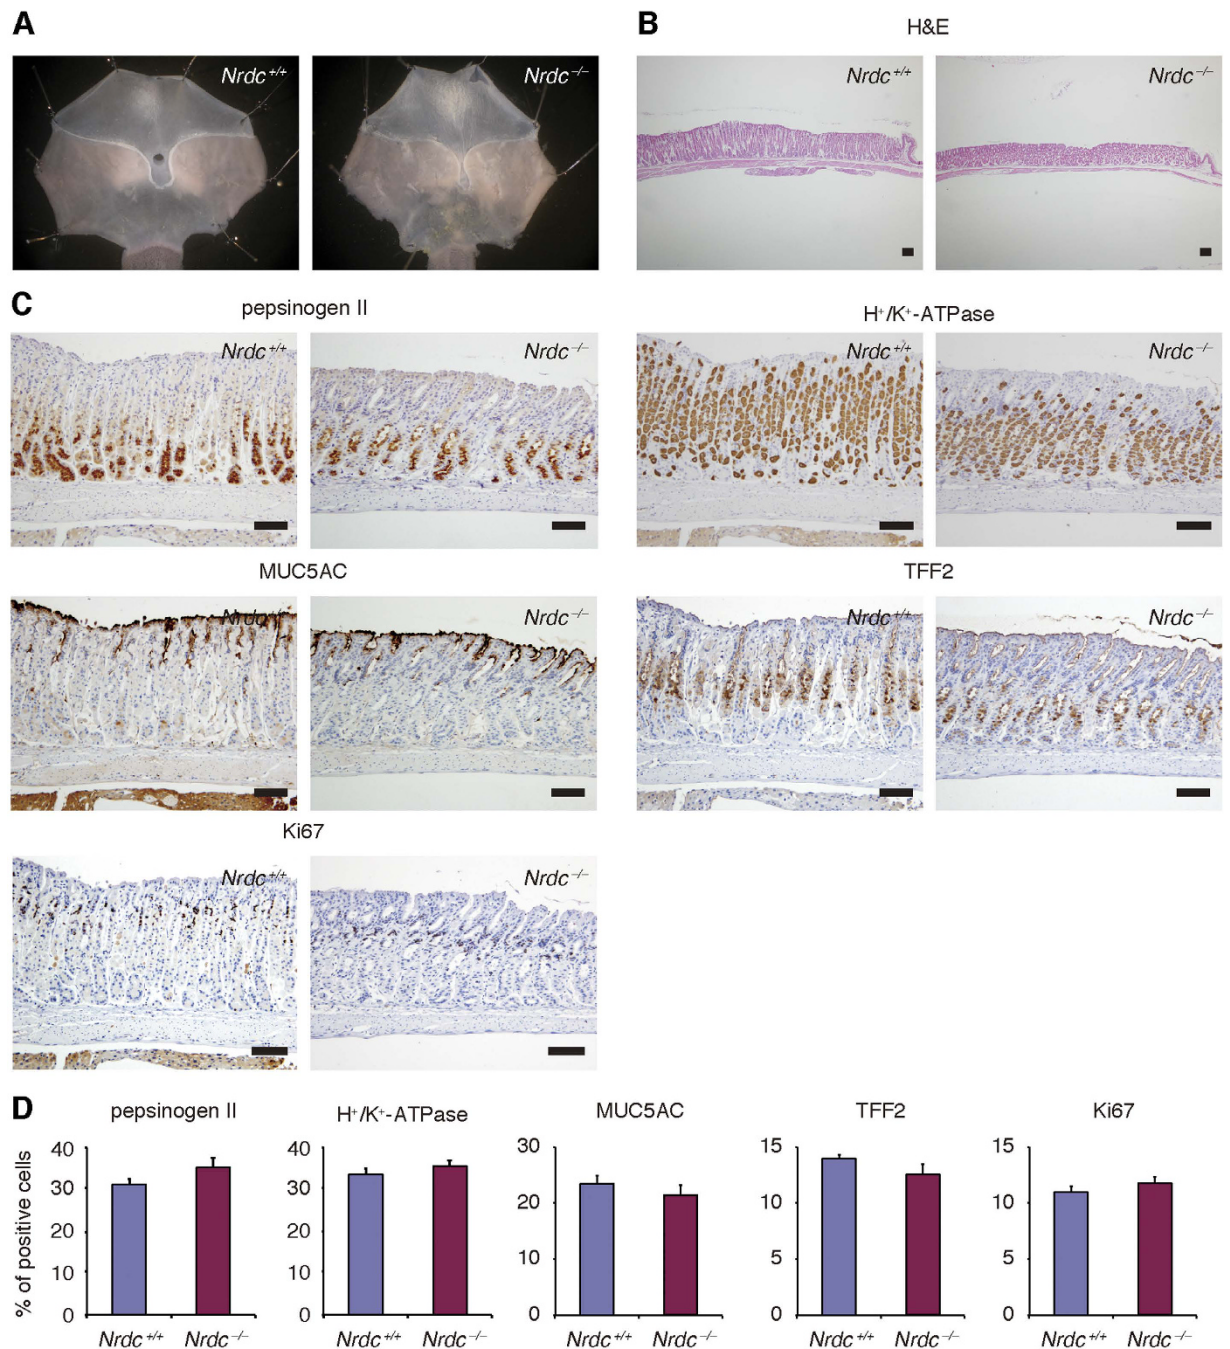 A
B
H&E
Nrdc+/+
Nrdc−/−
Nrdc+/+
Nrdc−/−
C
pepsinogen II
H+/K+-ATPase
Nrdc+/+
Nrdc−/−
Nrdc+/+
Nrdc−/−
MUC5AC
TFF2
Nrdc+/+
Nrdc−/−
Nrdc+/+
Nrdc−/−
Ki67
Nrdc+/+
Nrdc−/−
D
pepsinogen II
H+/K+-ATPase
MUC5AC
TFF2
Ki67
% of positive cells
40
30
20
10
0
Nrdc+/+
Nrdc−/−
40
30
20
10
0
Nrdc+/+
Nrdc−/−
30
20
10
0
Nrdc+/+
Nrdc−/−
15
10
5
0
Nrdc+/+
Nrdc−/−
15
10
5
0
Nrdc+/+
Nrdc−/−